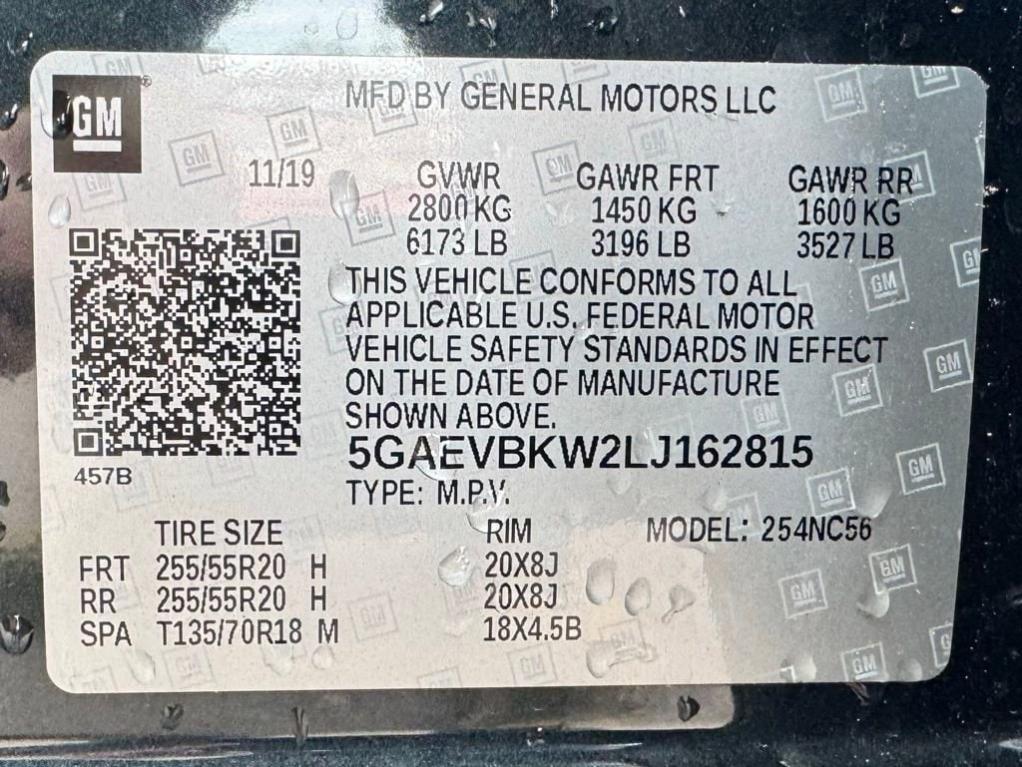 GM
MFD BY GENERAL MOTORS LLC
11/19 GVWR GAWR FRT GAWR RR
2800 KG 1450 KG 1600 KG
6173 LB 3196 LB 3527 LB
THIS VEHICLE CONFORMS TO ALL
APPLICABLE U.S. FEDERAL MOTOR
VEHICLE SAFETY STANDARDS IN EFFECT
ON THE DATE OF MANUFACTURE
SHOWN ABOVE.
5GAEVBKW2LJ162815
457B
TYPE: M.P.V.
TIRE SIZE RIM MODEL: 254NC56
FRT 255/55R20 H 20X8J
RR 255/55R20 H 20X8J
SPA T135/70R18 M 18X4.5B